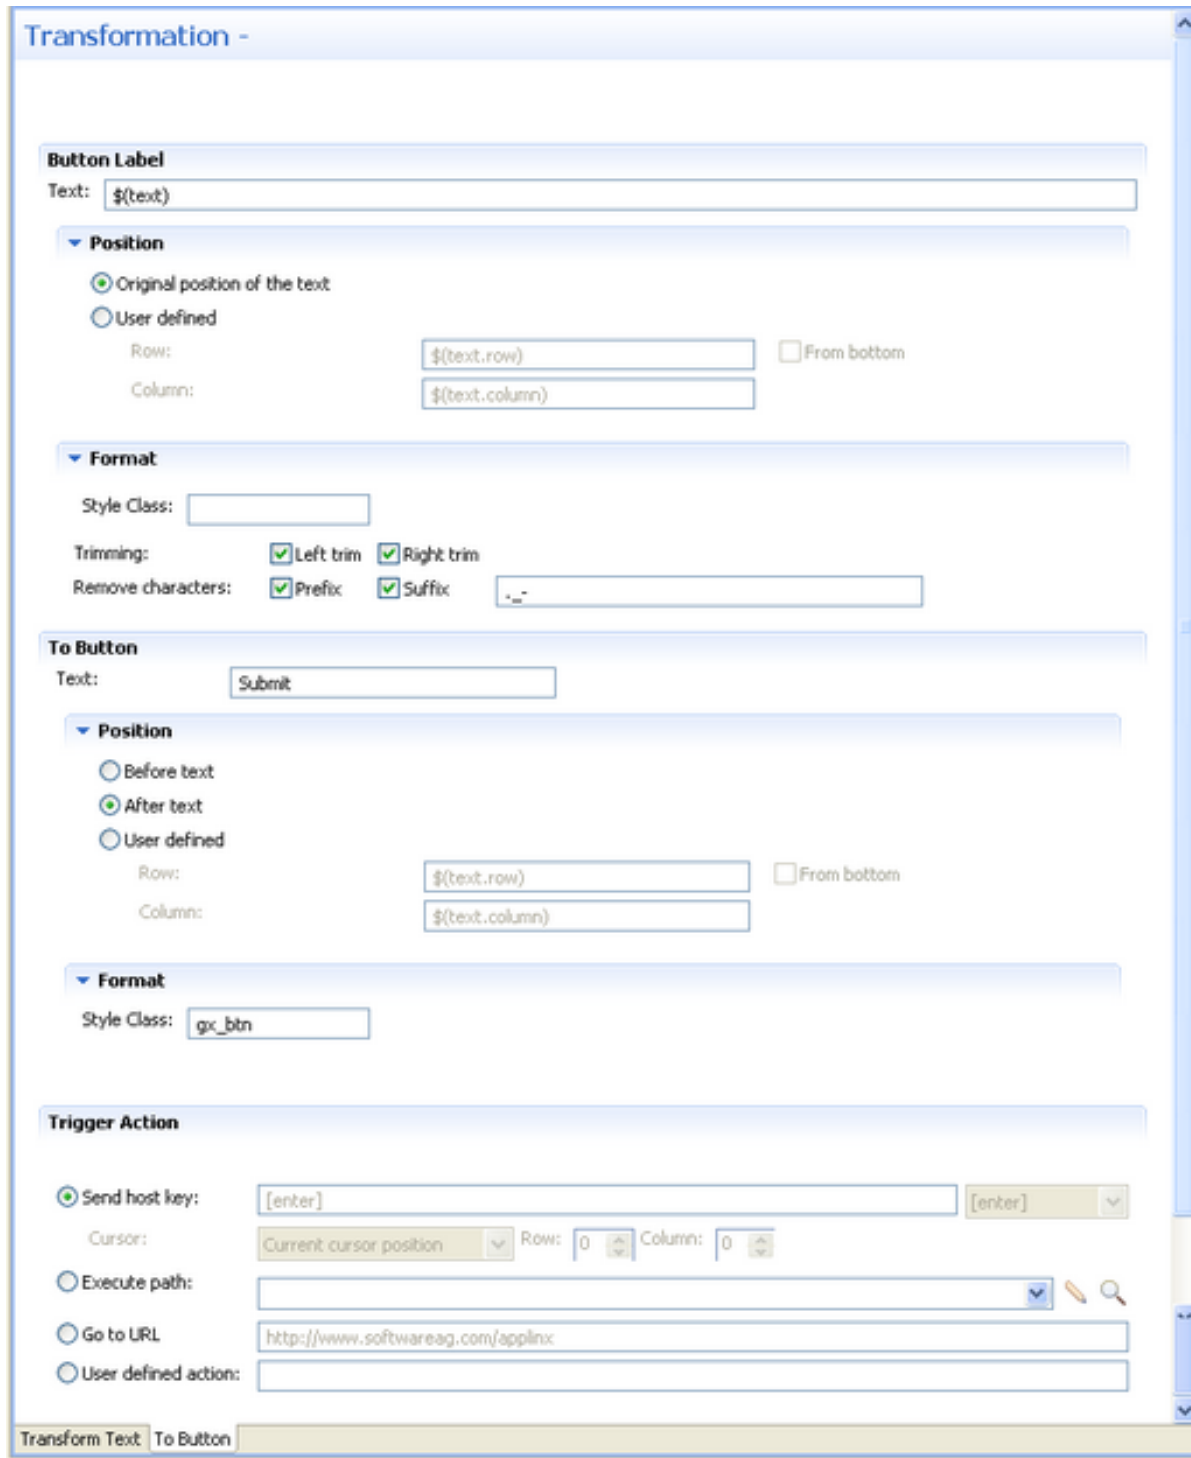 Transformation -
Button Label
Text: $(text)
Position
Original position of the text
User defined
Row: $(text.row) From bottom
Column: $(text.column)
Format
Style Class:
Trimming: Left trim Right trim
Remove characters: Prefix Suffix ._-
To Button
Text: Submit
Position
Before text
After text
User defined
Row: $(text.row) From bottom
Column: $(text.column)
Format
Style Class: gx_btn
Trigger Action
Send host key: [enter] [enter]
Cursor: Current cursor position Row: 0 Column: 0
Execute path:
Go to URL http://www.softwareag.com/applinx
User defined action:
Transform Text To Button